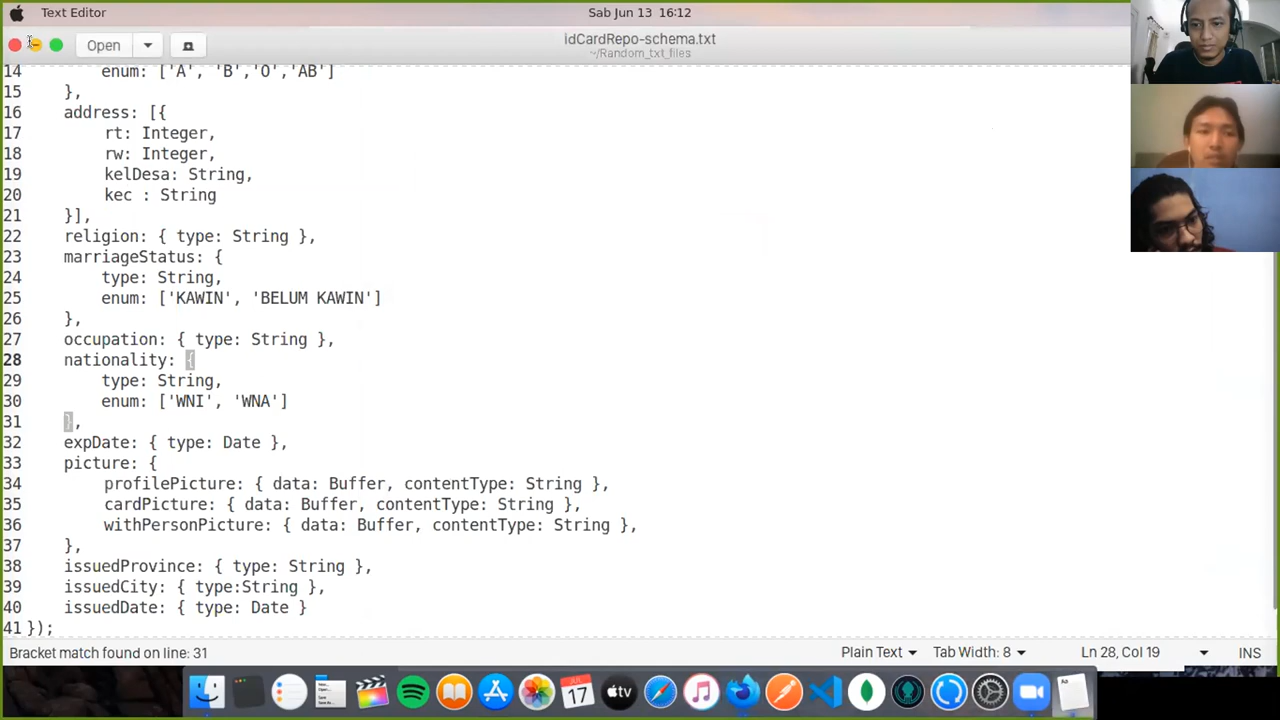 Text Editor
Sab Jun 13 16:12
Open
idCardRepo-schema.txt
~/Random_txt_files
14 enum: ['A', 'B','O','AB']
15 },
16 address: [{
17 rt: Integer,
18 rw: Integer,
19 kelDesa: String,
20 kec : String
21 }],
22 religion: { type: String },
23 marriageStatus: {
24 type: String,
25 enum: ['KAWIN', 'BELUM KAWIN']
26 },
27 occupation: { type: String },
28 nationality: {
29 type: String,
30 enum: ['WNI', 'WNA']
31 },
32 expDate: { type: Date },
33 picture: {
34 profilePicture: { data: Buffer, contentType: String },
35 cardPicture: { data: Buffer, contentType: String },
36 withPersonPicture: { data: Buffer, contentType: String },
37 },
38 issuedProvince: { type: String },
39 issuedCity: { type:String },
40 issuedDate: { type: Date }
41 });
Bracket match found on line: 31
Plain Text
Tab Width: 8
Ln 28, Col 19
INS
JUL
17
tv